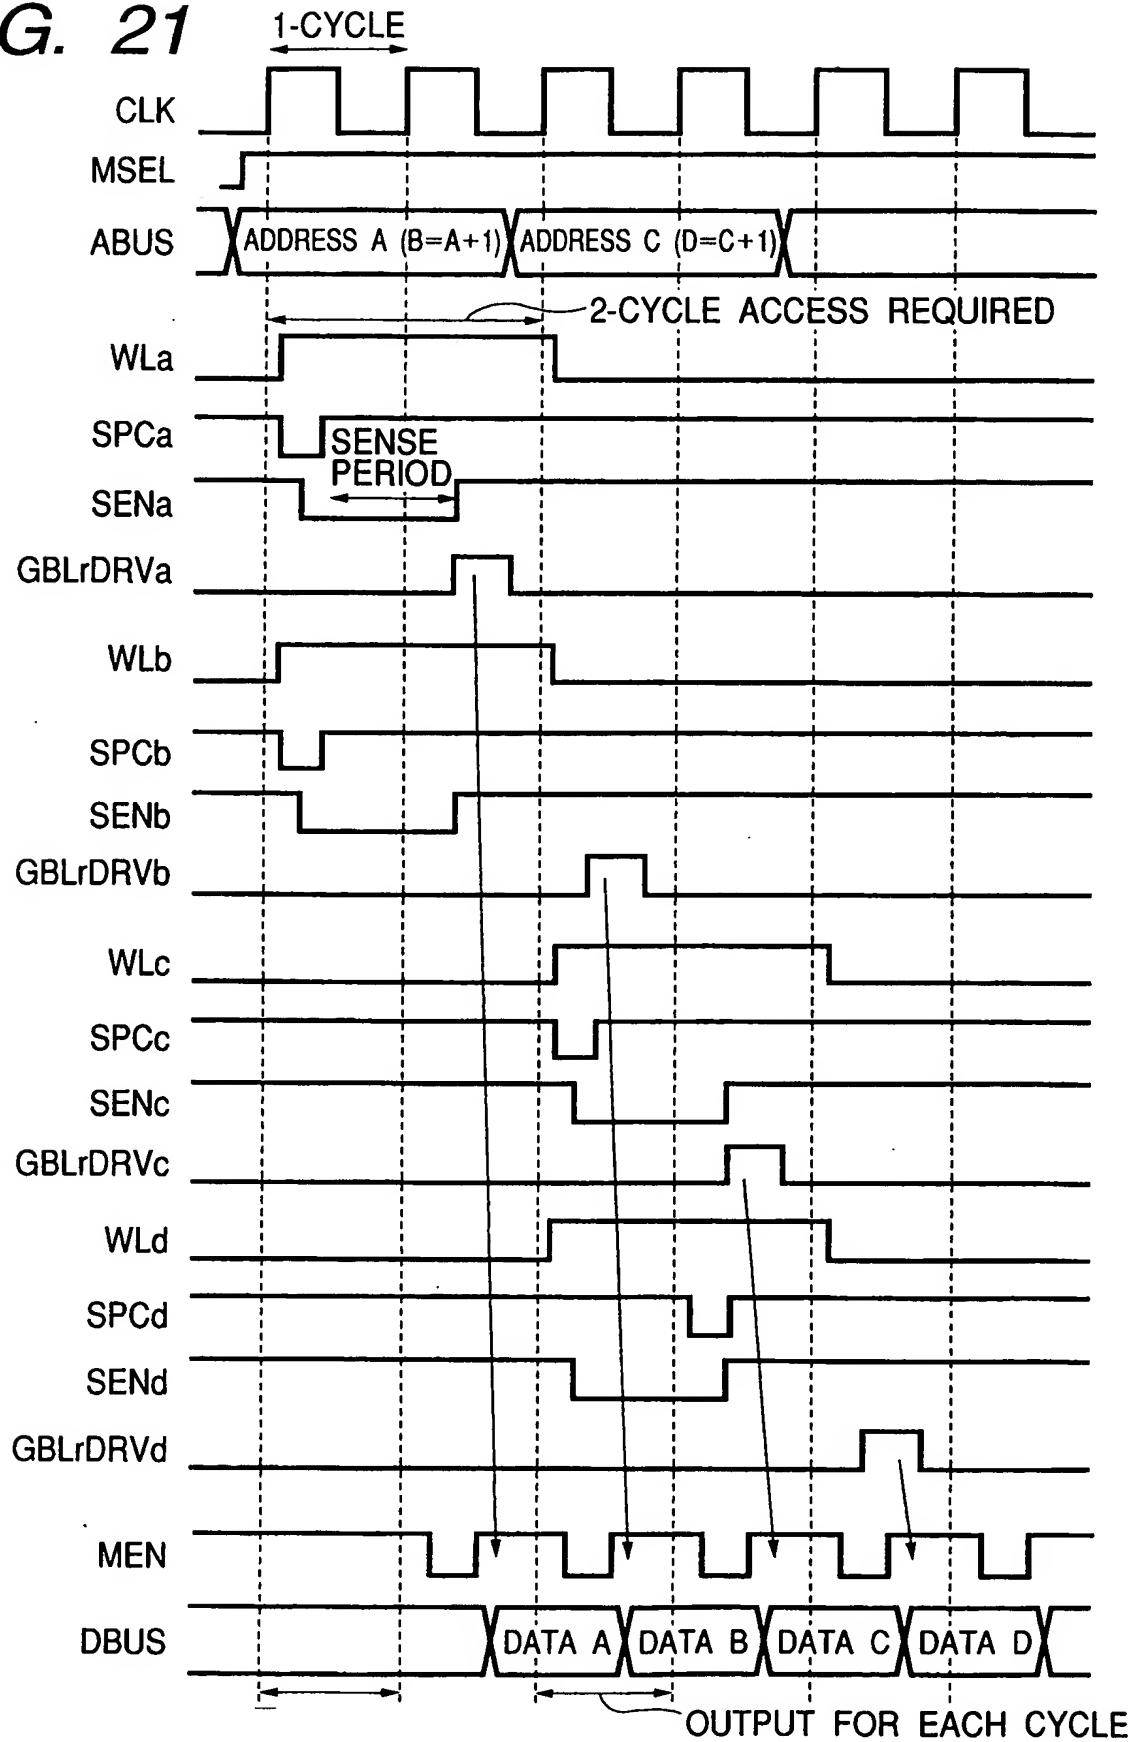 G. 21
1-CYCLE
CLK
MSEL
ABUS
ADDRESS A (B=A+1)
ADDRESS C (D=C+1)
2-CYCLE ACCESS REQUIRED
WLa
SPCa
SENSE
PERIOD
SENa
GBLrDRVa
WLb
SPCb
SENb
GBLrDRVb
WLc
SPCc
SENc
GBLrDRVc
WLd
SPCd
SENd
GBLrDRVd
MEN
DBUS
DATA A
DATA B
DATA C
DATA D
OUTPUT FOR EACH CYCLE